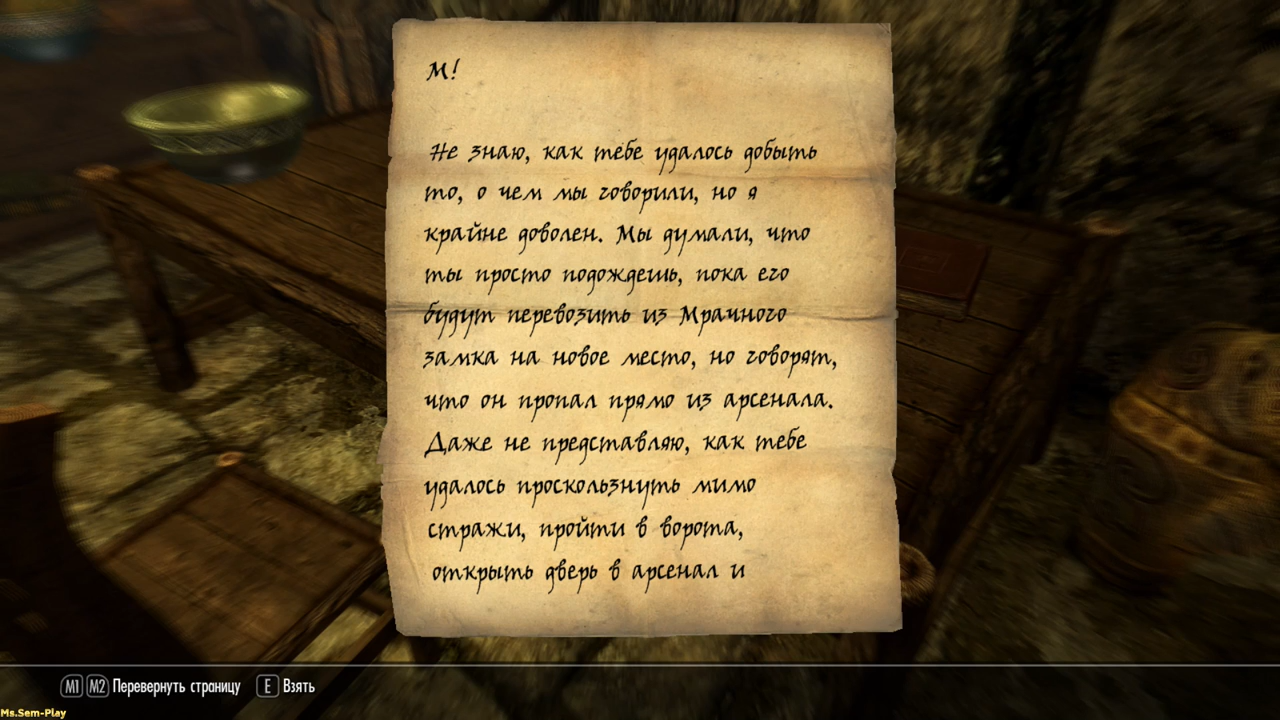 М!
Не знаю, как тебе удалось добыть
то, о чем мы говорили, но я
крайне доволен. Мы думали, что
ты просто подождешь, пока его
будут перевозить из Мрачного
замка на новое место, но говорят,
что он пропал прямо из арсенала.
Даже не представляю, как тебе
удалось проскользнуть мимо
стражи, пройти в ворота,
открыть дверь в арсенал и
M1 M2 Перевернуть страницу E Взять
Ms.Sem-Play